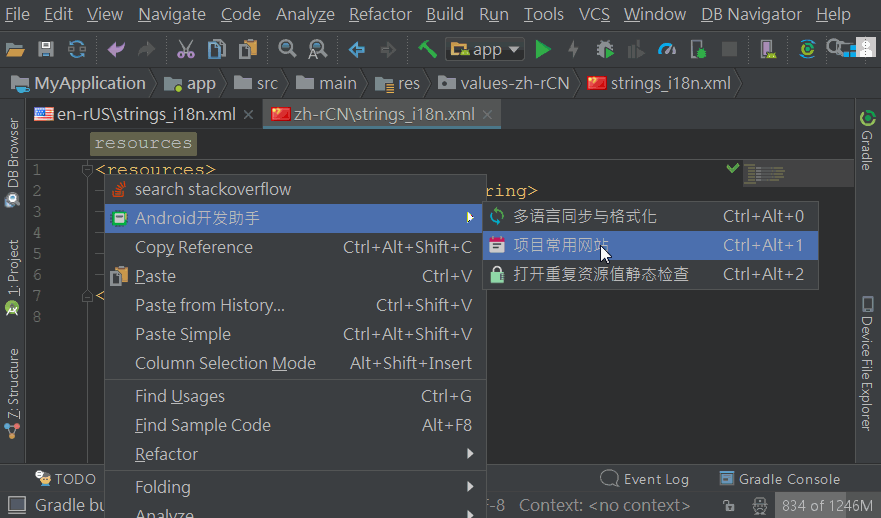 File Edit View Navigate Code Analyze Refactor Build Run Tools VCS Window DB Navigator Help
app
MyApplication app src main res values-zh-rCN strings_i18n.xml
en-rUS\strings_i18n.xml zh-rCN\strings_i18n.xml
resources
1 <resources>
2 ring>
3
4
5
6
7 <
8
search stackoverflow
Android开发助手
Copy Reference Ctrl+Alt+Shift+C
Paste Ctrl+V
Paste from History... Ctrl+Shift+V
Paste Simple Ctrl+Alt+Shift+V
Column Selection Mode Alt+Shift+Insert
Find Usages Ctrl+G
Find Sample Code Alt+F8
Refactor
Folding
Analyze
多语言同步与格式化 Ctrl+Alt+0
项目常用网站 Ctrl+Alt+1
打开重复资源值静态检查 Ctrl+Alt+2
DB Browser
1: Project
7: Structure
Gradle
Device File Explorer
TODO Event Log Gradle Console
Gradle bu F-8 Context: <no context> 834 of 1246M